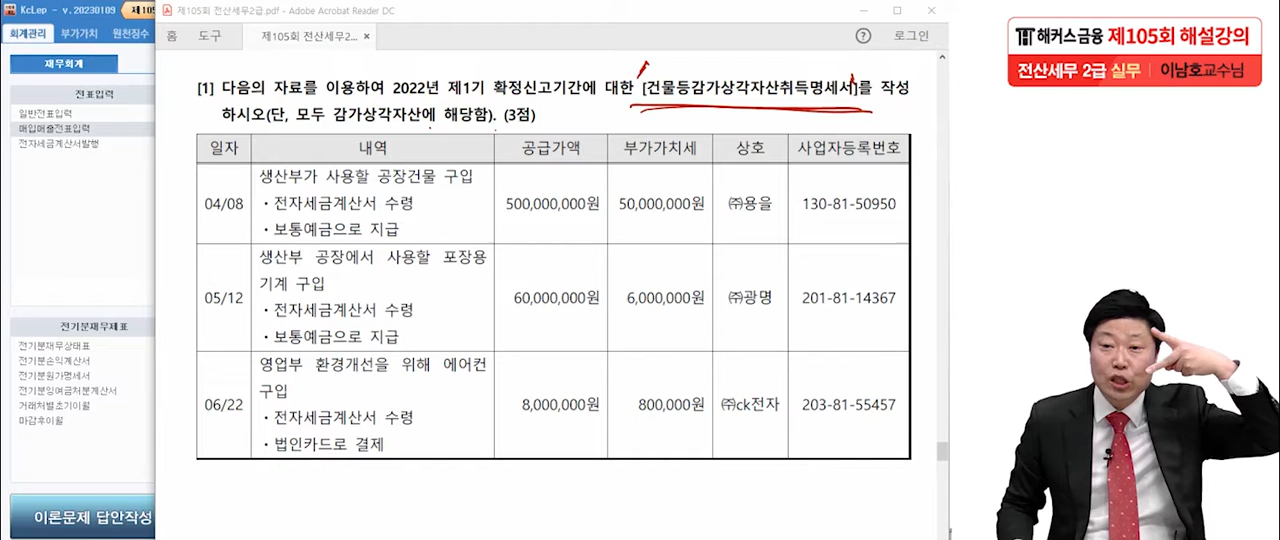 KcLep - v.20230109
제105
제105회 전산세무2급.pdf - Adobe Acrobat Reader DC
회계관리 부가가치 원천징수
홈 도구 제105회 전산세무2... × 로그인
재무회계
전표입력
일반전표입력
매입매출전표입력
전자세금계산서발행
전기분재무제표
전기분재무상태표
전기분손익계산서
전기분원가명세서
전기분잉여금처분계산서
거래처별초기이월
마감후이월
이론문제 답안작성
[1] 다음의 자료를 이용하여 2022년 제1기 확정신고기간에 대한 [건물등감가상각자산취득명세서]를 작성
하시오(단, 모두 감가상각자산에 해당함). (3점)
일자 내역 공급가액 부가가치세 상호 사업자등록번호
04/08
생산부가 사용할 공장건물 구입
・전자세금계산서 수령
・보통예금으로 지급
500,000,000원 50,000,000원 ㈜용을 130-81-50950
05/12
생산부 공장에서 사용할 포장용
기계 구입
・전자세금계산서 수령
・보통예금으로 지급
60,000,000원 6,000,000원 ㈜광명 201-81-14367
06/22
영업부 환경개선을 위해 에어컨
구입
・전자세금계산서 수령
・법인카드로 결제
8,000,000원 800,000원 ㈜ck전자 203-81-55457
해커스금융 제105회 해설강의
전산세무 2급 실무 | 이남호교수님